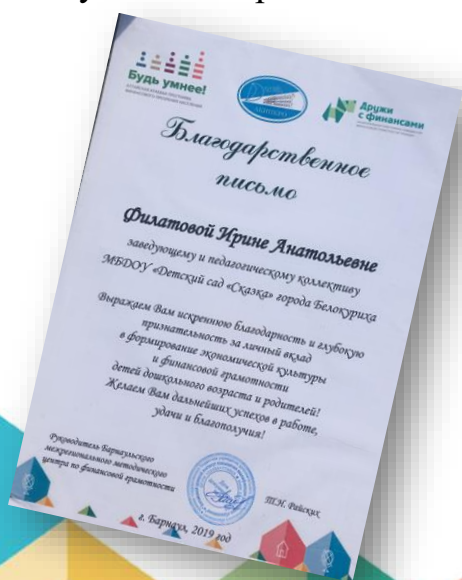 Будь умнее!
Дружи
с финансами
Благодарственное
письмо
Филатовой Ирине Анатольевне
заведующему и педагогическому коллективу
МБДОУ «Детский сад «Сказка» города Белокуриха
Выражаем Вам искреннюю благодарность и глубокую
признательность за личный вклад
в формирование экономической культуры
и финансовой грамотности
детей дошкольного возраста и родителей!
Желаем Вам дальнейших успехов в работе,
удачи и благополучия!
Руководитель Барнаульского
межрегионального методического
центра по финансовой грамотности
Т.Н. Райских
г. Барнаул, 2019 год